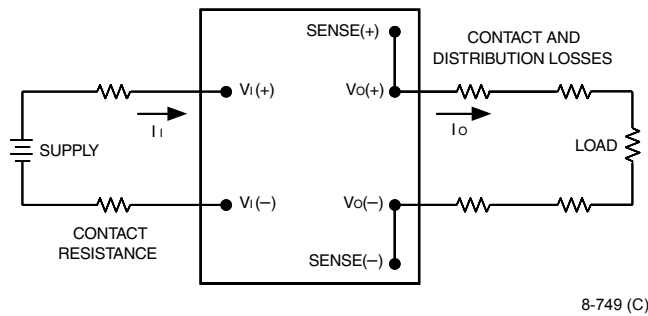 SENSE(+)
CONTACT AND
DISTRIBUTION LOSSES
VI(+)
VO(+)
II
IO
SUPPLY
LOAD
VI(–)
VO(–)
CONTACT
RESISTANCE
SENSE(–)
8-749 (C)